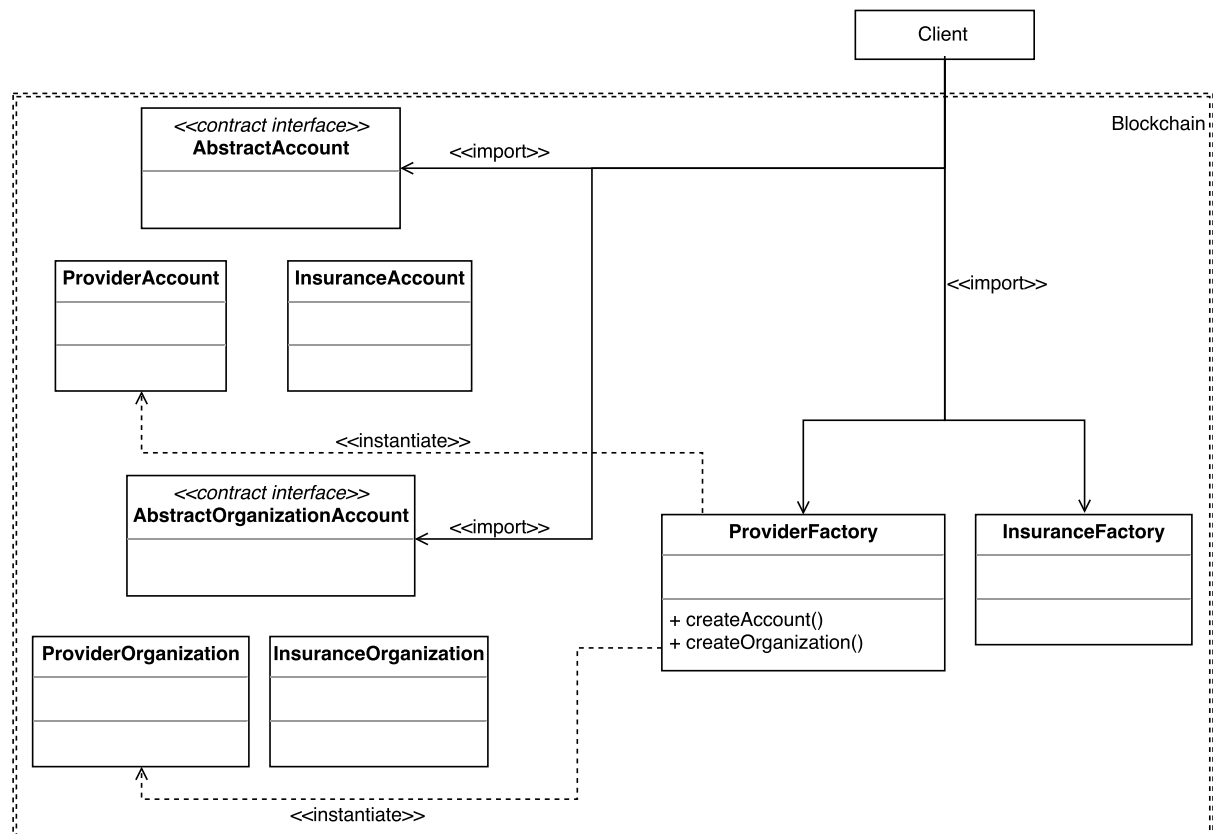 Client
Blockchain
<<contract interface>>
AbstractAccount
<<import>>
ProviderAccount
InsuranceAccount
<<import>>
<<instantiate>>
<<contract interface>>
AbstractOrganizationAccount
<<import>>
ProviderFactory
+ createAccount()
+ createOrganization()
InsuranceFactory
ProviderOrganization
InsuranceOrganization
<<instantiate>>